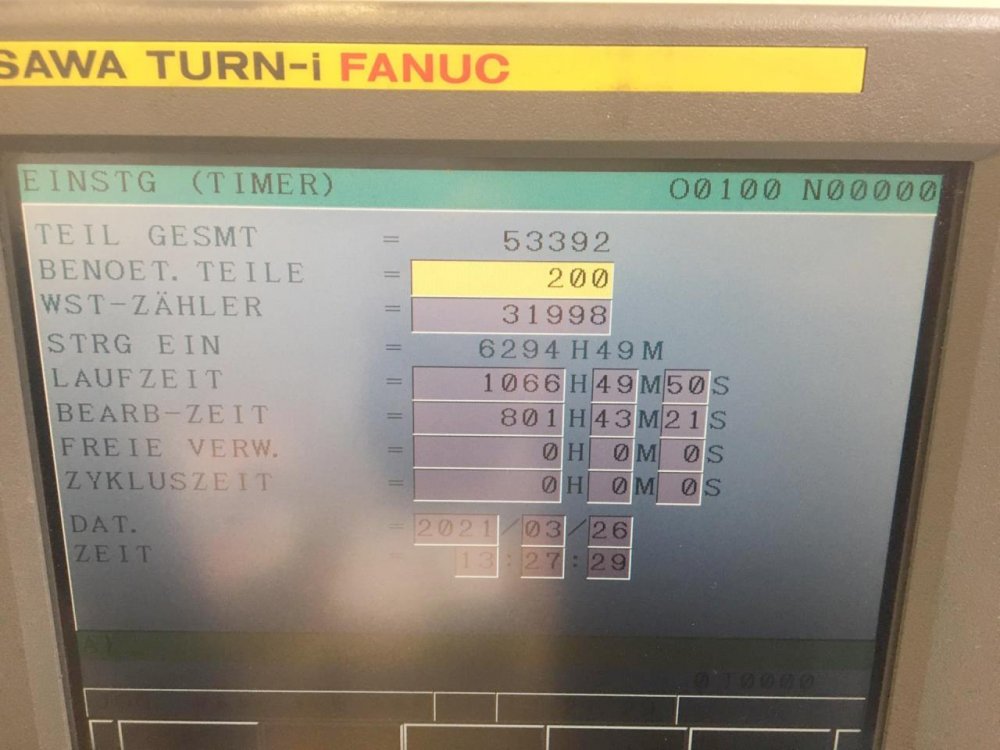 SAWA TURN-i FANUC
EINSTG (TIMER) O0100 N00000
TEIL GESMT = 53392
BENOET. TEILE = 200
WST-ZÄHLER = 31998
STRG EIN = 6294H49M
LAUFZEIT = 1066H49M50S
BEARB-ZEIT = 801H43M21S
FREIE VERW. = 0H 0M 0S
ZYKLUSZEIT = 0H 0M 0S
DAT. = 2021/03/26
ZEIT = 13:27:29